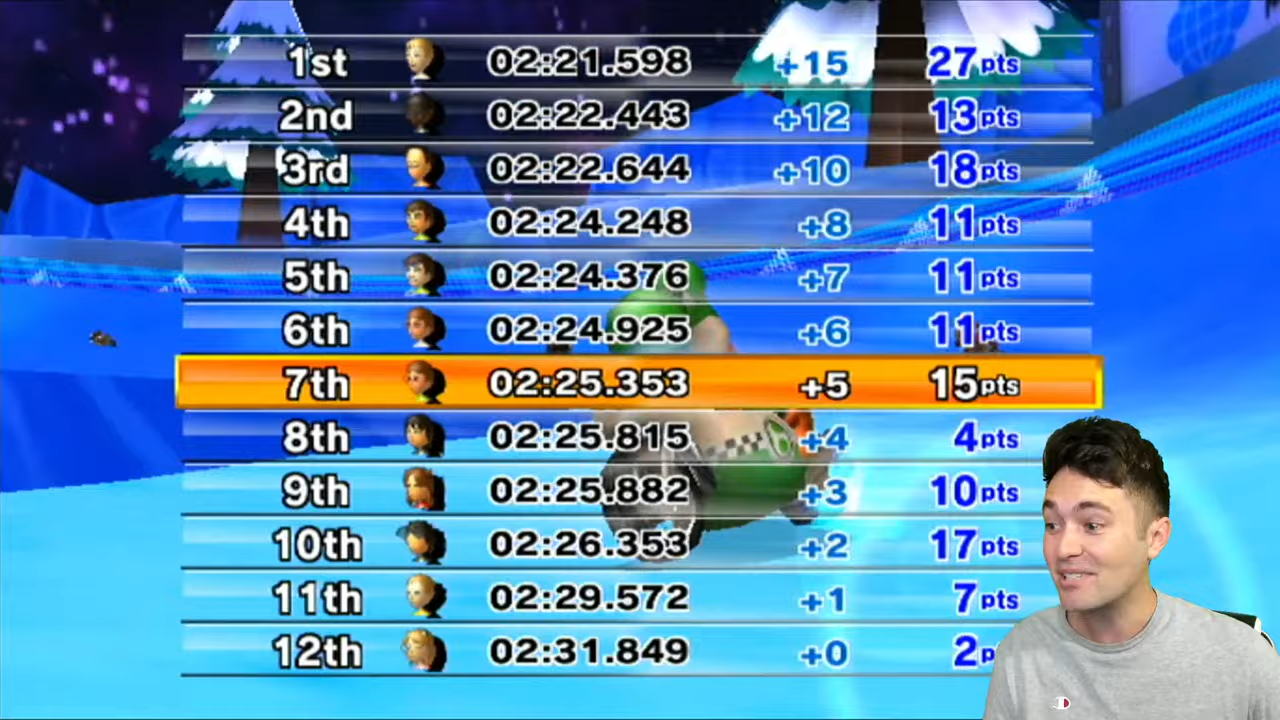 1st 02:21.598 +15 27pts
2nd 02:22.443 +12 13pts
3rd 02:22.644 +10 18pts
4th 02:24.248 +8 11pts
5th 02:24.376 +7 11pts
6th 02:24.925 +6 11pts
7th 02:25.353 +5 15pts
8th 02:25.815 +4 4pts
9th 02:25.882 +3 10pts
10th 02:26.353 +2 17pts
11th 02:29.572 +1 7pts
12th 02:31.849 +0 2p